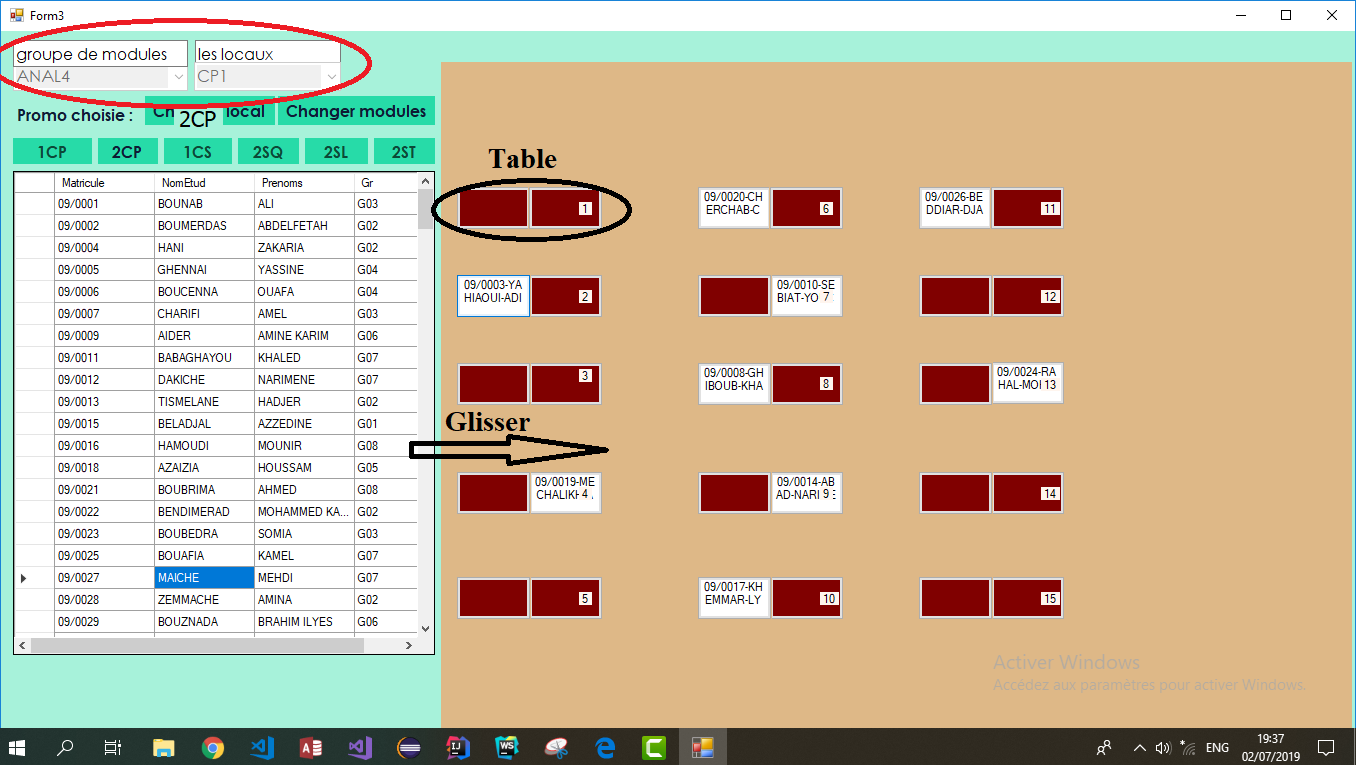 Form3
groupe de modules les locaux
ANAL4 CP1
Promo choisie : 2CP local Changer modules
1CP 2CP 1CS 2SQ 2SL 2ST
Matricule NomEtud Prenoms Gr
09/0001 BOUNAB ALI G03
09/0002 BOUMERDAS ABDELFETAH G02
09/0004 HANI ZAKARIA G02
09/0005 GHENNAI YASSINE G04
09/0006 BOUCENNA OUAFA G04
09/0007 CHARIFI AMEL G03
09/0009 AIDER AMINE KARIM G06
09/0011 BABAGHAYOU KHALED G07
09/0012 DAKICHE NARIMENE G07
09/0013 TISMELANE HADJER G02
09/0015 BELADJAL AZZEDINE G01
09/0016 HAMOUDI MOUNIR G08
09/0018 AZAIZIA HOUSSAM G05
09/0021 BOUBRIMA AHMED G08
09/0022 BENDIMERAD MOHAMMED KA... G02
09/0023 BOUBEDRA SOMIA G03
09/0025 BOUAFIA KAMEL G07
09/0027 MAICHE MEHDI G07
09/0028 ZEMMACHE AMINA G02
09/0029 BOUZNADA BRAHIM ILYES G06
Table
1
09/0020-CH
ERCHAB-C
6
09/0026-BE
DDIAR-DJA
11
09/0003-YA
HIAOUI-ADI
2
09/0010-SE
BIAT-YO 7
12
3
09/0008-GH
IBOUB-KHA
8
09/0024-RA
HAL-MOI 13
Glisser
09/0019-ME
CHALIKH 4
09/0014-AB
AD-NARI 9
14
5
09/0017-KH
EMMAR-LY
10
15
Activer Windows
Accédez aux paramètres pour activer Windows.
ENG
19:37
02/07/2019